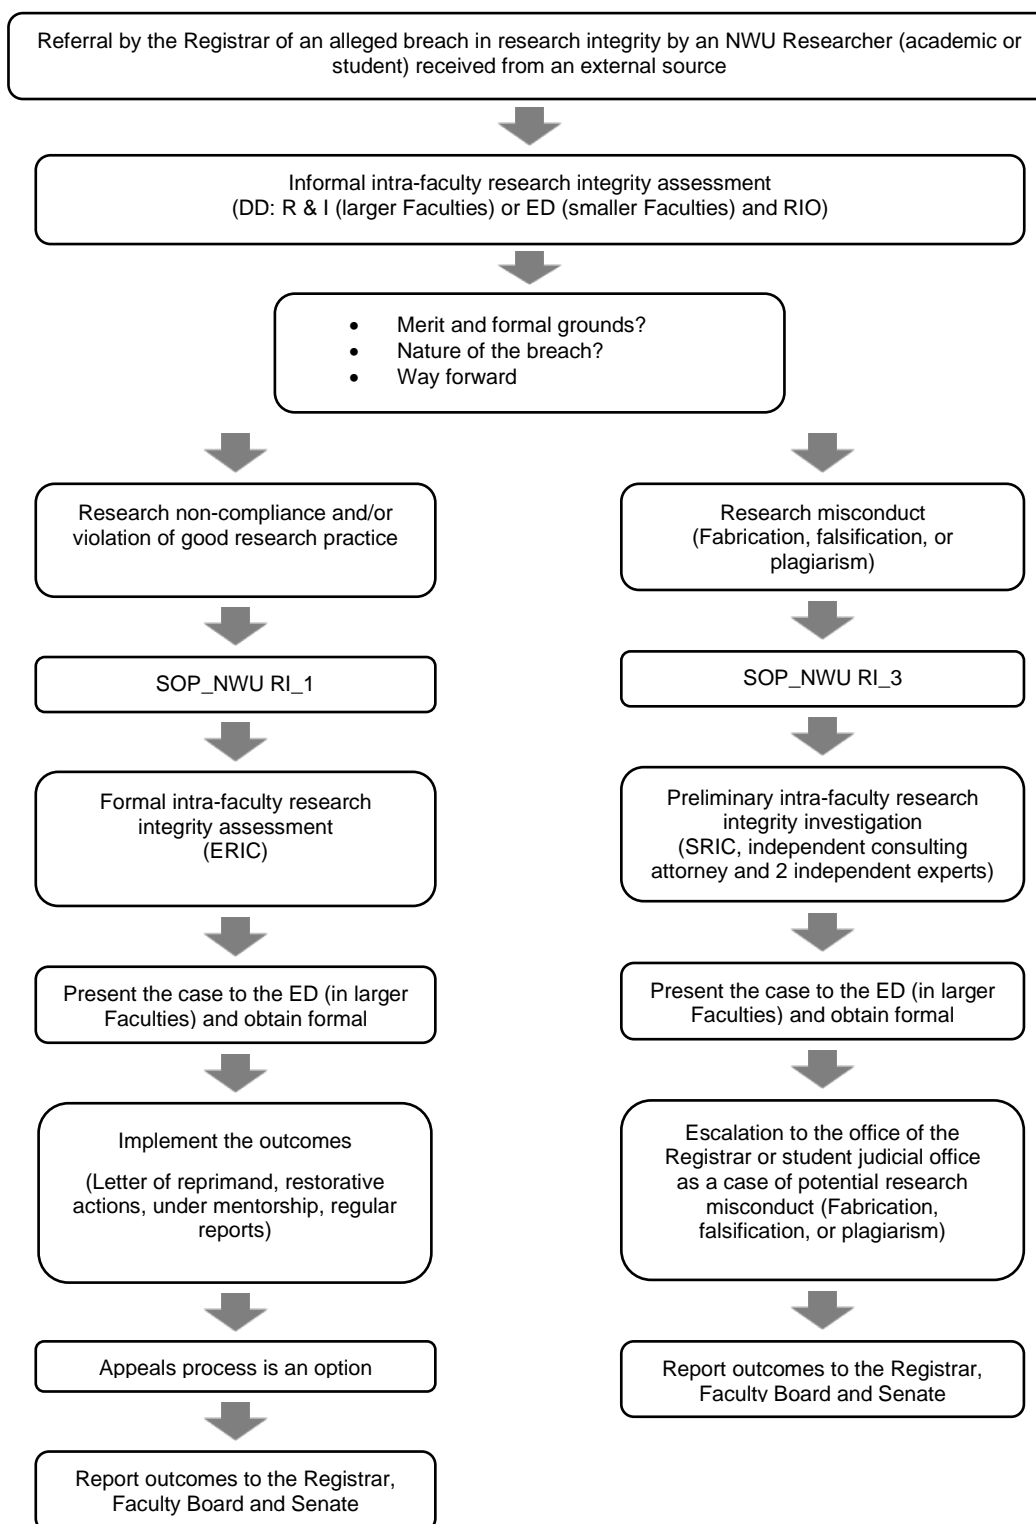 Referral by the Registrar of an alleged breach in research integrity by an NWU Researcher (academic or
student) received from an external source
Informal intra-faculty research integrity assessment
(DD: R & I (larger Faculties) or ED (smaller Faculties) and RIO)
• Merit and formal grounds?
• Nature of the breach?
• Way forward
Research non-compliance and/or
violation of good research practice
SOP_NWU RI_1
Formal intra-faculty research
integrity assessment
(ERIC)
Present the case to the ED (in larger
Faculties) and obtain formal
Implement the outcomes
(Letter of reprimand, restorative
actions, under mentorship, regular
reports)
Appeals process is an option
Report outcomes to the Registrar,
Faculty Board and Senate
Research misconduct
(Fabrication, falsification, or
plagiarism)
SOP_NWU RI_3
Preliminary intra-faculty research
integrity investigation
(SRIC, independent consulting
attorney and 2 independent experts)
Present the case to the ED (in larger
Faculties) and obtain formal
Escalation to the office of the
Registrar or student judicial office
as a case of potential research
misconduct (Fabrication,
falsification, or plagiarism)
Report outcomes to the Registrar,
Faculty Board and Senate